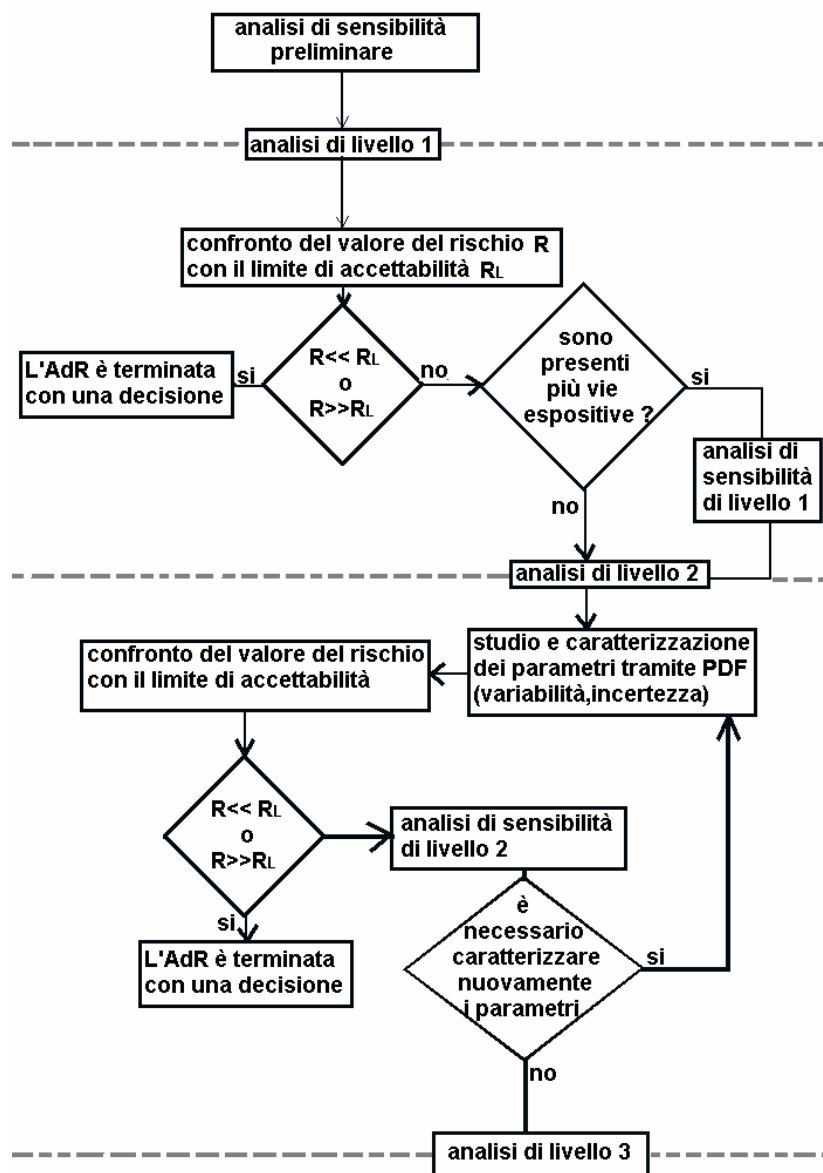 analisi di sensibilità
preliminare
analisi di livello 1
confronto del valore del rischio R
con il limite di accettabilità RL
R<< RL
o
R>>RL
si
L'AdR è terminata
con una decisione
no
sono
presenti
più vie
espositive ?
si
analisi di
sensibilità
di livello 1
no
analisi di livello 2
studio e caratterizzazione
dei parametri tramite PDF
(variabilità,incertezza)
confronto del valore del rischio
con il limite di accettabilità
R<< RL
o
R>>RL
si
L'AdR è terminata
con una decisione
analisi di sensibilità
di livello 2
è
necessario
caratterizzare
nuovamente
i parametri
si
no
analisi di livello 3